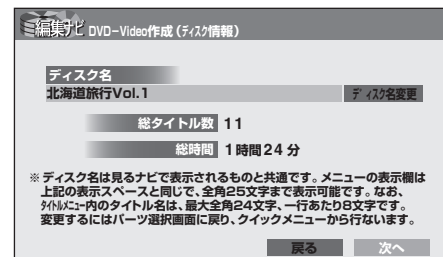 編集ナビ DVD-Video作成（ﾃﾞｨｽｸ情報）
ディスク名
北海道旅行Vol.1 ﾃﾞｨｽｸ名変更
総タイトル数 11
総時間 1時間24分
※ ディスク名は見るナビで表示されるものと共通です。メニューの表示欄は
上記の表示スペースと同じで、全角25文字まで表示可能です。なお、
ﾀｲﾄﾙﾒﾆｭｰ内のタイトル名は、最大全角24文字、一行あたり8文字です。
変更するにはパーツ選択画面に戻り、クイックメニューから行ないます。
戻る 次へ